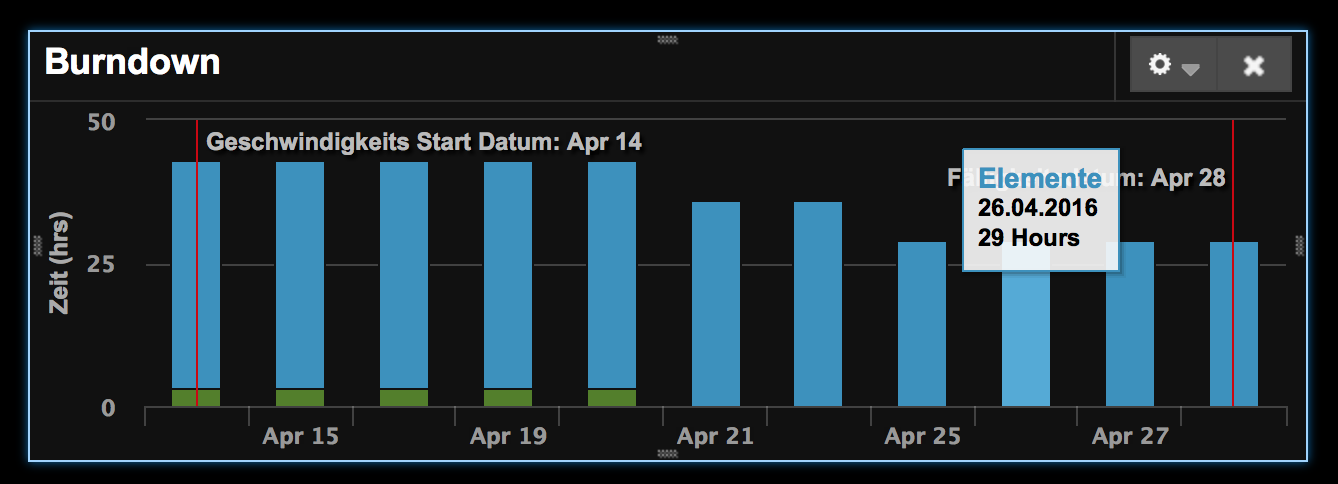 Burndown
50
Geschwindigkeits Start Datum: Apr 14
Elemente
Apr 28
26.04.2016
29 Hours
25
Zeit (hrs)
0
Apr 15
Apr 19
Apr 21
Apr 25
Apr 27